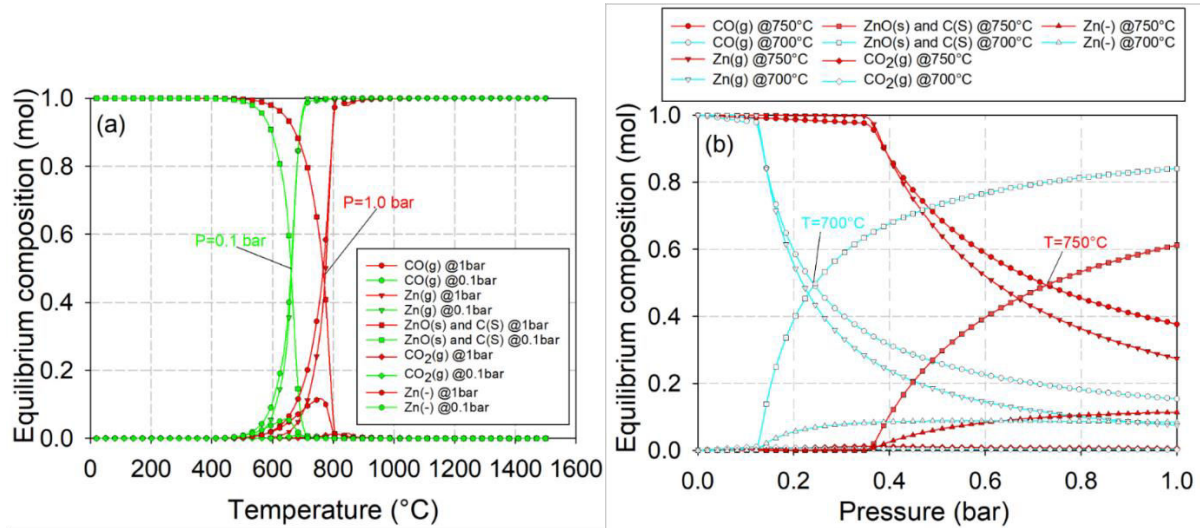 (a)
P=0.1 bar
P=1.0 bar
CO(g) @1bar
CO(g) @0.1bar
Zn(g) @1bar
Zn(g) @0.1bar
ZnO(s) and C(S) @1bar
ZnO(s) and C(S) @0.1bar
CO2(g) @1bar
CO2(g) @0.1bar
Zn(-) @1bar
Zn(-) @0.1bar
Equilibrium composition (mol)
1.0
0.8
0.6
0.4
0.2
0.0
0 200 400 600 800 1000 1200 1400 1600
Temperature (°C)
CO(g) @750°C ZnO(s) and C(S) @750°C Zn(-) @750°C
CO(g) @700°C ZnO(s) and C(S) @700°C Zn(-) @700°C
Zn(g) @750°C CO2(g) @750°C
Zn(g) @700°C CO2(g) @700°C
(b)
T=700°C
T=750°C
Equilibrium composition (mol)
1.0
0.8
0.6
0.4
0.2
0.0
0.0 0.2 0.4 0.6 0.8 1.0
Pressure (bar)